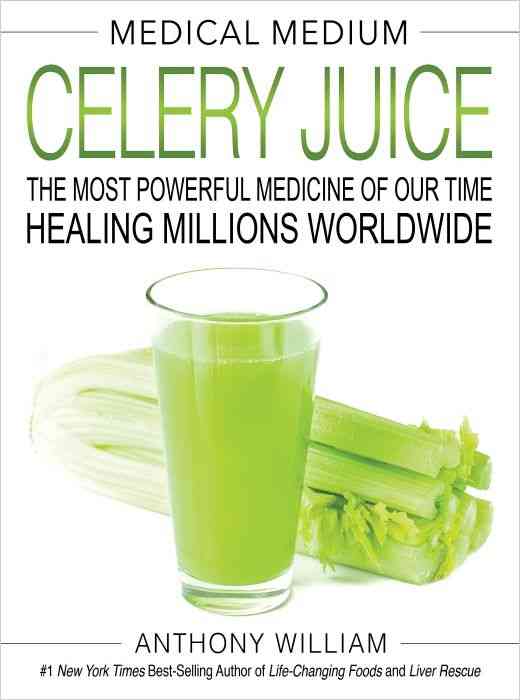 MEDICAL MEDIUM
CELERY JUICE
THE MOST POWERFUL MEDICINE OF OUR TIME
HEALING MILLIONS WORLDWIDE
ANTHONY WILLIAM
#1 New York Times Best-Selling Author of Life-Changing Foods and Liver Rescue